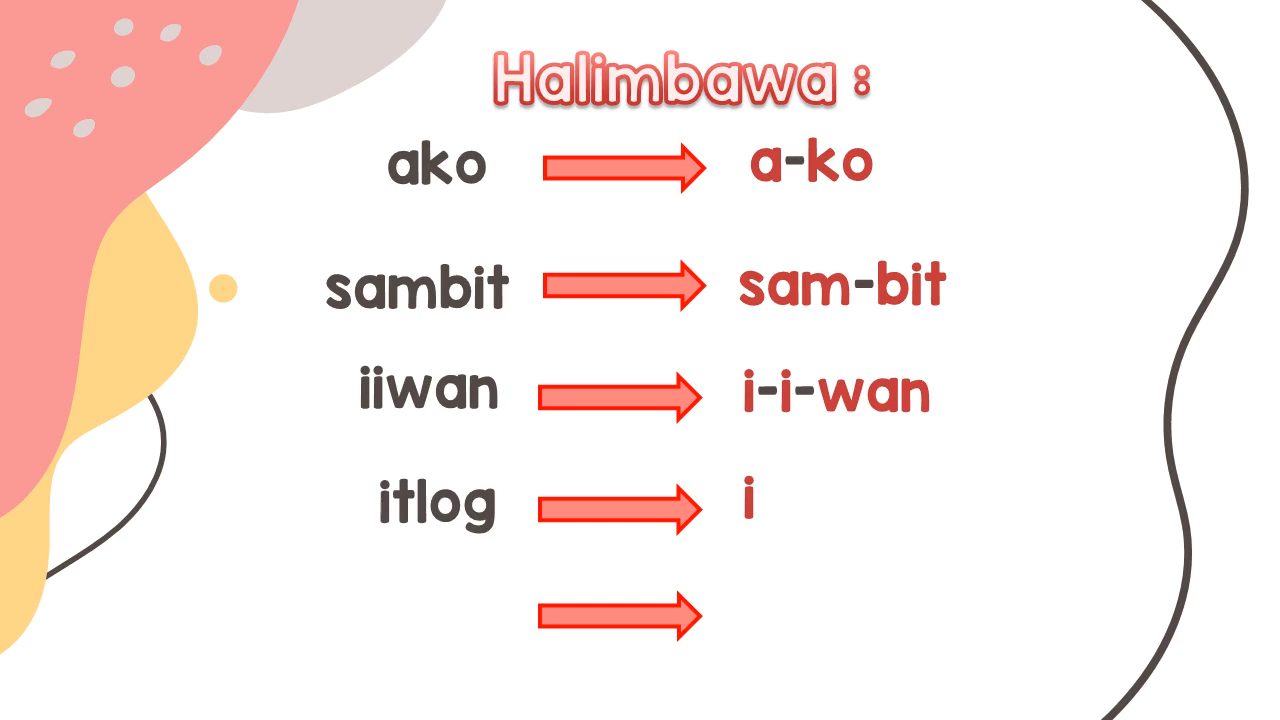 Halimbawa :
ako a-ko
sambit sam-bit
iiwan i-i-wan
itlog i